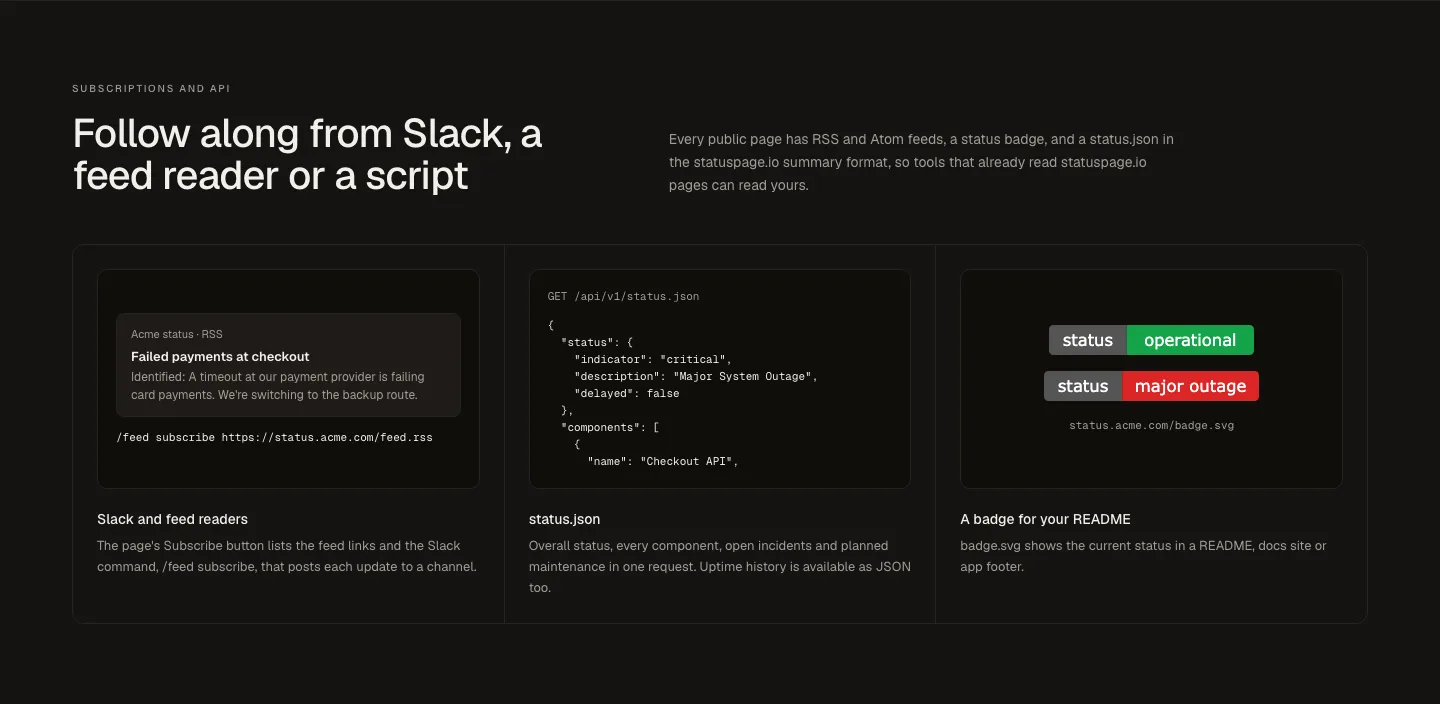 SUBSCRIPTIONS AND API
Follow along from Slack, a
feed reader or a script
Every public page has RSS and Atom feeds, a status badge, and a status.json in
the statuspage.io summary format, so tools that already read statuspage.io
pages can read yours.
Acme status · RSS
Failed payments at checkout
Identified: A timeout at our payment provider is failing
card payments. We're switching to the backup route.
/feed subscribe https://status.acme.com/feed.rss
Slack and feed readers
The page's Subscribe button lists the feed links and the Slack
command, /feed subscribe, that posts each update to a channel.
GET /api/v1/status.json
{
  "status": {
    "indicator": "critical",
    "description": "Major System Outage",
    "delayed": false
  },
  "components": [
    {
      "name": "Checkout API",
status.json
Overall status, every component, open incidents and planned
maintenance in one request. Uptime history is available as JSON
too.
status operational
status major outage
status.acme.com/badge.svg
A badge for your README
badge.svg shows the current status in a README, docs site or
app footer.